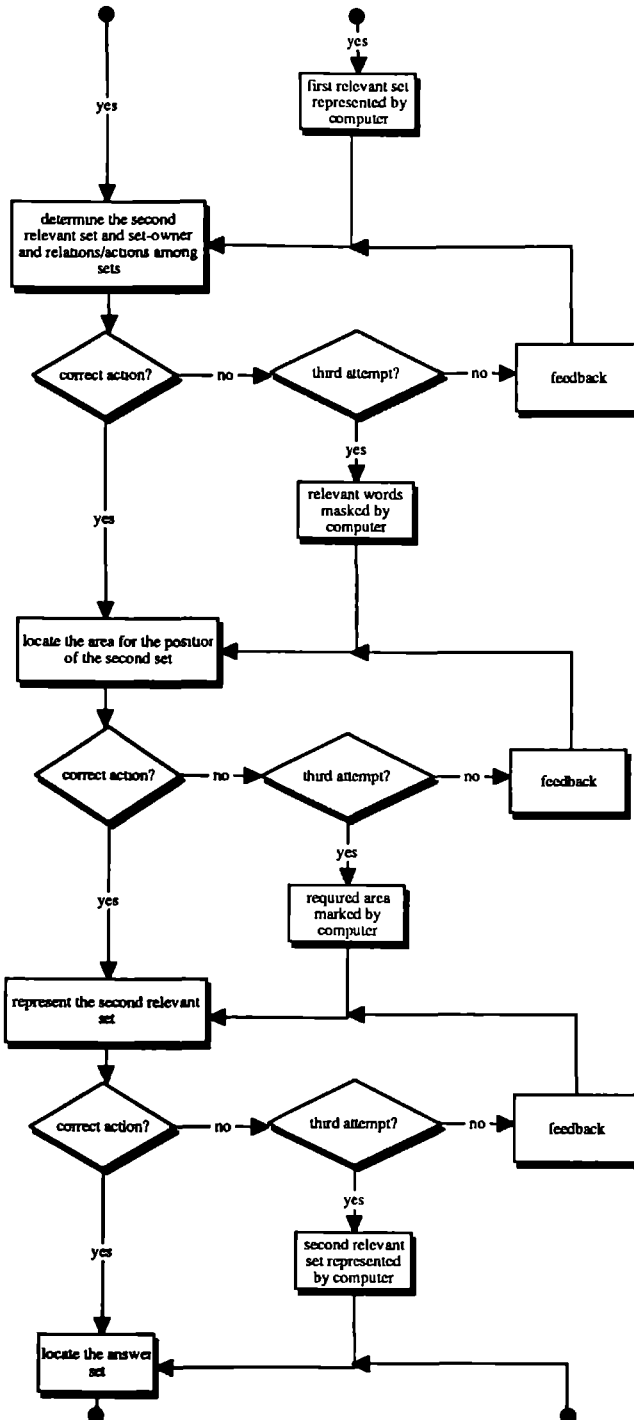 yes
first relevant set
represented by
computer
yes
determine the second
relevant set and set-owner
and relations/actions among
sets
correct action?
no
third attempt?
no
feedback
yes
relevant words
masked by
computer
yes
locate the area for the position
of the second set
correct action?
no
third attempt?
no
feedback
yes
required area
marked by
computer
yes
represent the second relevant
set
correct action?
no
third attempt?
no
feedback
yes
second relevant
set represented
by computer
yes
locate the answer
set